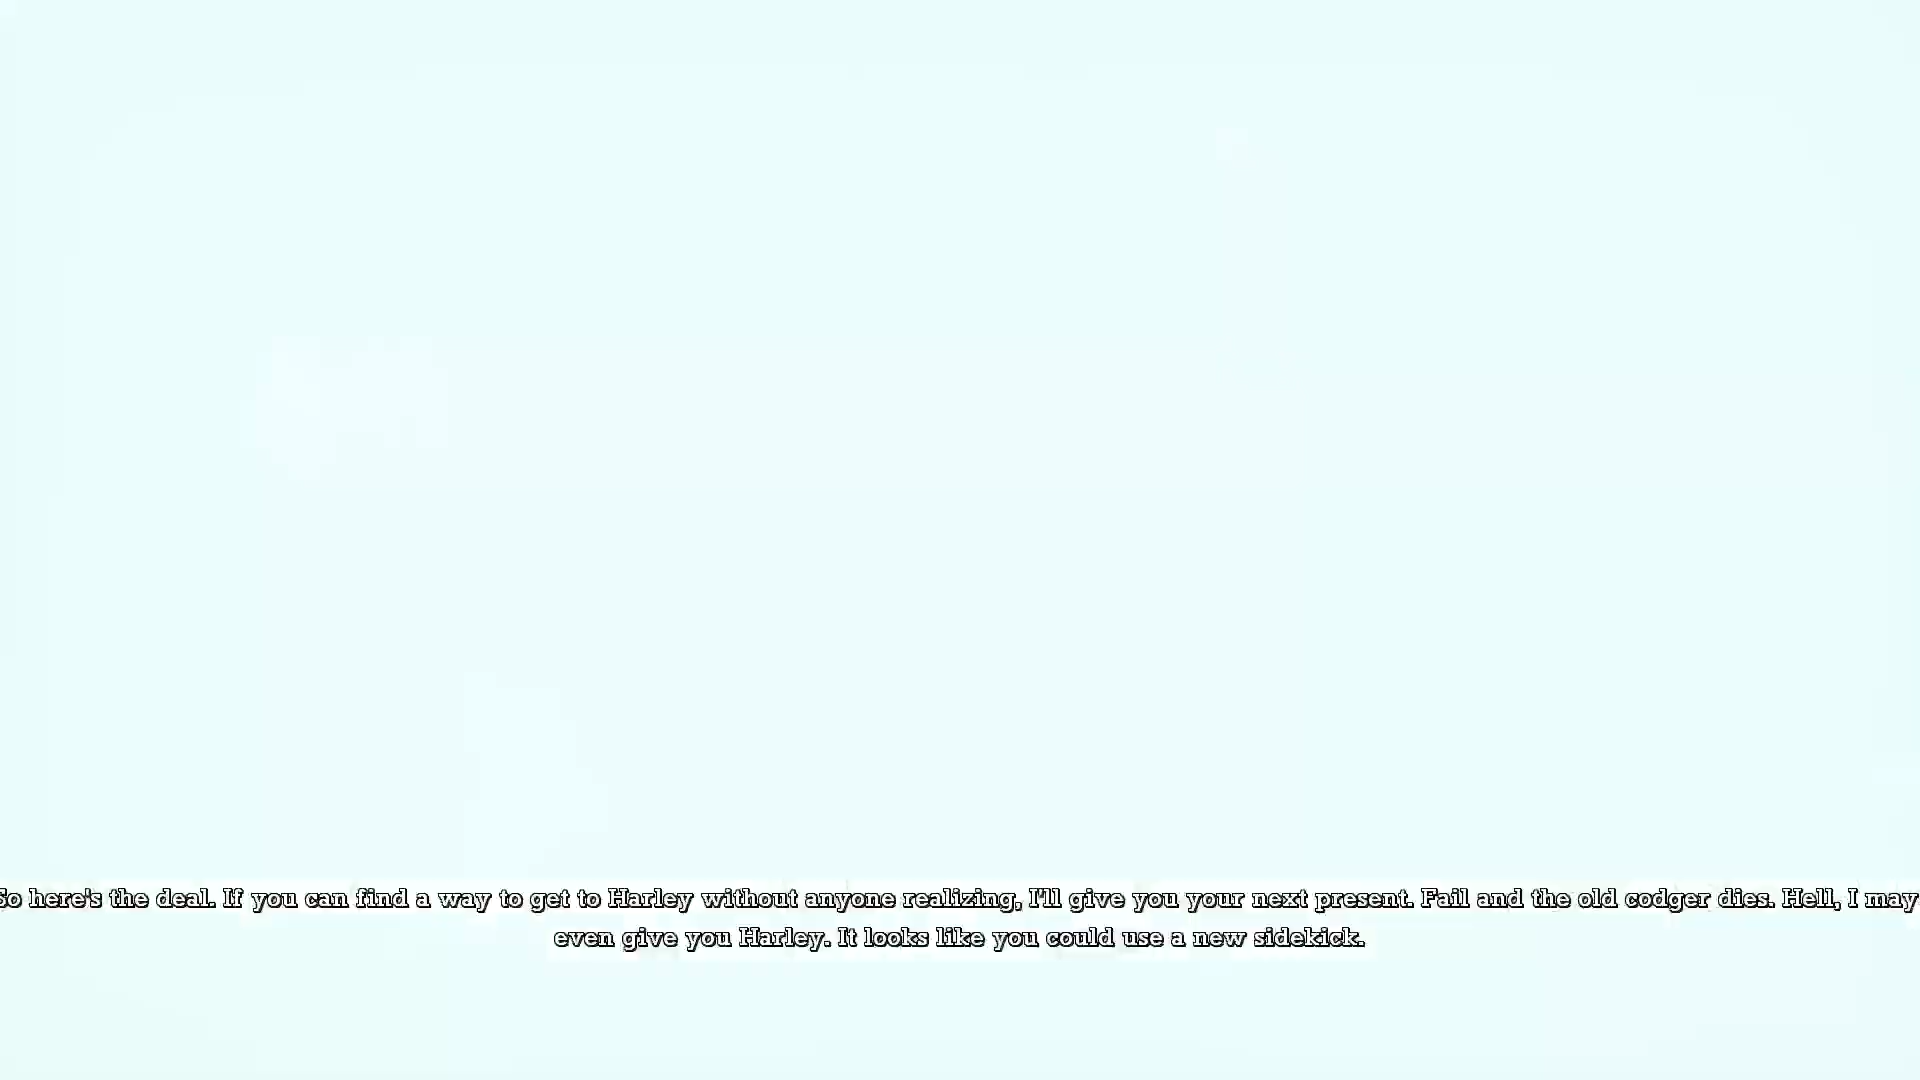 So here's the deal. If you can find a way to get to Harley without anyone realizing, I'll give you your next present. Fail and the old codger dies. Hell, I may
even give you Harley. It looks like you could use a new sidekick.